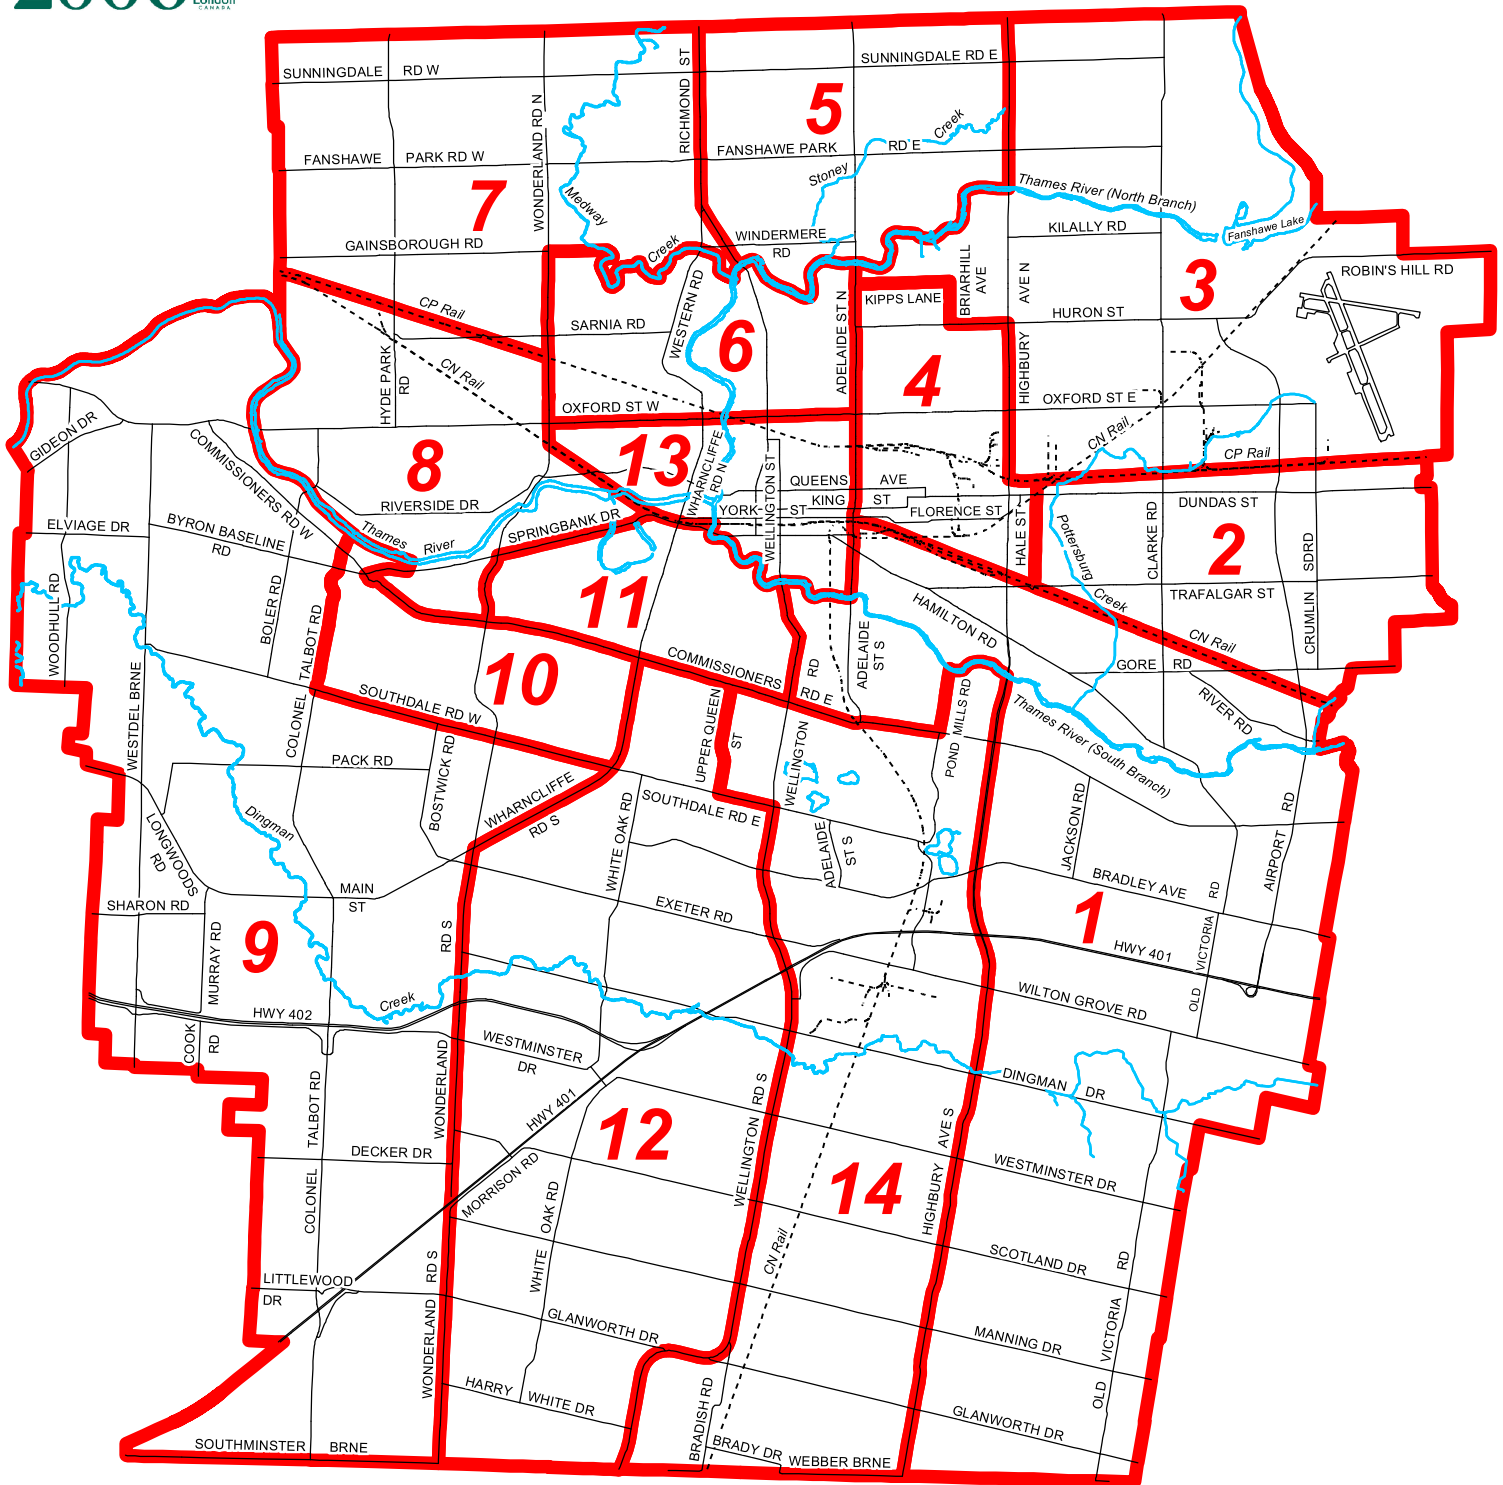 London
CANADA
SUNNINGDALE RD W
SUNNINGDALE RD E
RICHMOND ST
WONDERLAND RD N
5
Creek
FANSHAWE PARK RD W
FANSHAWE PARK RD E
Stoney
7
Medway
Thames River (North Branch)
Fanshawe Lake
GAINSBOROUGH RD
Creek
WINDERMERE
RD
KILALLY RD
BRIARHILL
AVE
AVE N
HIGHBURY
3
ROBIN'S HILL RD
CP Rail
KIPPS LANE
SARNIA RD
WESTERN RD
6
ADELAIDE ST N
HURON ST
CN Rail
HYDE PARK
RD
4
OXFORD ST W
OXFORD ST E
GIDEON DR
COMMISSIONERS RD W
8
13
WHARNCLIFFE
RD N
WELLINGTON ST
CN Rail
CP Rail
QUEENS AVE
KING ST
YORK ST
FLORENCE ST
DUNDAS ST
RIVERSIDE DR
SPRINGBANK DR
ELVIAGE DR
BYRON BASELINE
RD
Thames
River
HALE ST
Pottersburg
Creek
CLARKE RD
2
CRUMLIN SDRD
TRAFALGAR ST
WOODHULL RD
BOLER RD
COLONEL TALBOT RD
11
HAMILTON RD
ADELAIDE
ST S
CN Rail
GORE RD
RIVER RD
WESTDEL BRNE
10
COMMISSIONERS RD E
RD
WELLINGTON
SOUTHDALE RD W
UPPER QUEEN
ST
POND MILLS RD
Thames River (South Branch)
PACK RD
BOSTWICK RD
WHARNCLIFFE
RD S
WHITE OAK RD
SOUTHDALE RD E
ADELAIDE
ST S
JACKSON RD
AIRPORT RD
LONGWOODS
RD
Dingman
MAIN
ST
BRADLEY AVE
SHARON RD
MURRAY RD
9
RD S
EXETER RD
1
HWY 401
OLD VICTORIA RD
Creek
HWY 402
WILTON GROVE RD
COOK
RD
WESTMINSTER
DR
WONDERLAND
HWY 401
DINGMAN DR
COLONEL TALBOT RD
12
WELLINGTON RD S
DECKER DR
MORRISON RD
WHITE OAK RD
14
HIGHBURY AVE S
WESTMINSTER DR
CN Rail
SCOTLAND DR
LITTLEWOOD
DR
WONDERLAND RD S
GLANWORTH DR
MANNING DR
OLD VICTORIA RD
HARRY WHITE DR
BRADISH RD
GLANWORTH DR
SOUTHMINSTER BRNE
BRADY DR
WEBBER BRNE